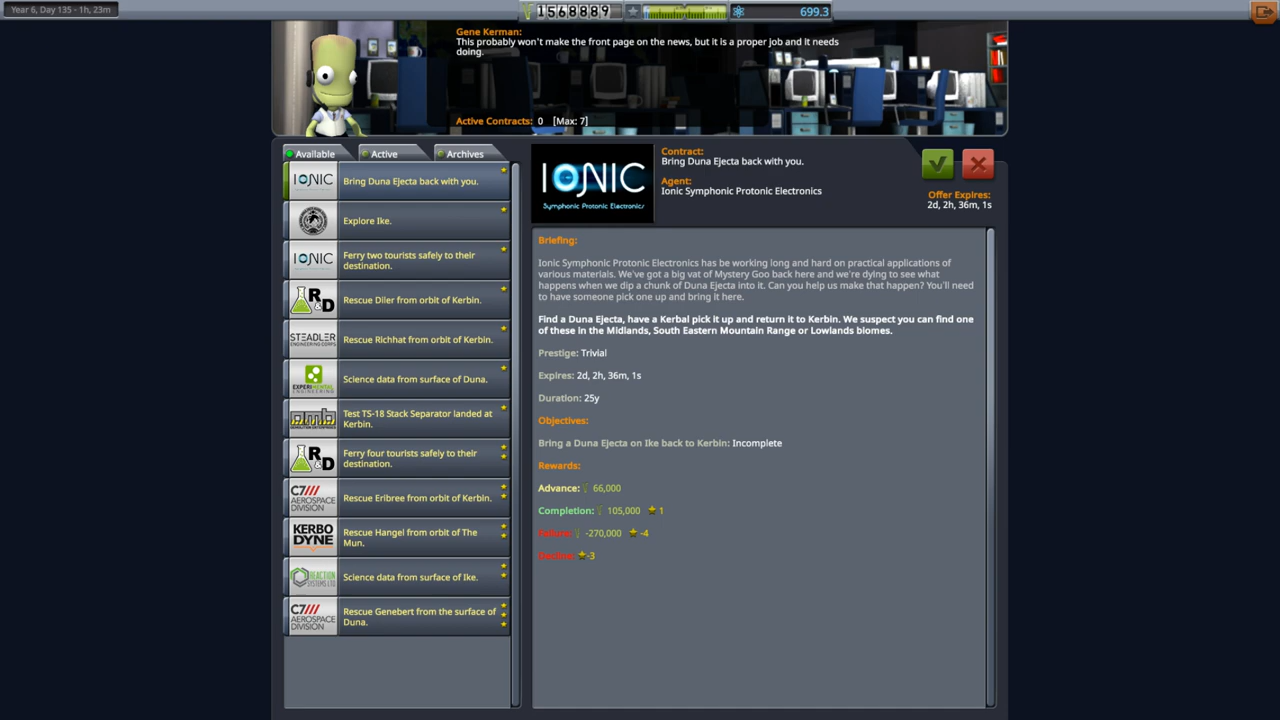 Year 6, Day 135 - 1h, 23m
1568889
699.3
Gene Kerman:
This probably won't make the front page on the news, but it is a proper job and it needs
doing.
Active Contracts: 0 [Max: 7]
Available
Active
Archives
IONIC
Bring Duna Ejecta back with you.
Explore Ike.
IONIC
Ferry two tourists safely to their
destination.
R&D
Rescue Diler from orbit of Kerbin.
STEADLER
ENGINEERING CORPS
Rescue Richhat from orbit of Kerbin.
EXPERIMENTAL
ENGINEERING
Science data from surface of Duna.
Test TS-18 Stack Separator landed at
Kerbin.
R&D
Ferry four tourists safely to their
destination.
C7///
AEROSPACE
DIVISION
Rescue Eribree from orbit of Kerbin.
KERBO
DYNE
Rescue Hangel from orbit of The
Mun.
REACTION
SYSTEMS LTD
Science data from surface of Ike.
C7///
AEROSPACE
DIVISION
Rescue Genebert from the surface of
Duna.
IONIC
Symphonic Protonic Electronics
Contract:
Bring Duna Ejecta back with you.
Agent:
Ionic Symphonic Protonic Electronics
Offer Expires:
2d, 2h, 36m, 1s
Briefing:
Ionic Symphonic Protonic Electronics has be working long and hard on practical applications of
various materials. We've got a big vat of Mystery Goo back here and we're dying to see what
happens when we dip a chunk of Duna Ejecta into it. Can you help us make that happen? You'll need
to have someone pick one up and bring it here.
Find a Duna Ejecta, have a Kerbal pick it up and return it to Kerbin. We suspect you can find one
of these in the Midlands, South Eastern Mountain Range or Lowlands biomes.
Prestige: Trivial
Expires: 2d, 2h, 36m, 1s
Duration: 25y
Objectives:
Bring a Duna Ejecta on Ike back to Kerbin: Incomplete
Rewards:
Advance: 66,000
Completion: 105,000 1
Failure: -270,000 -4
Decline: -3